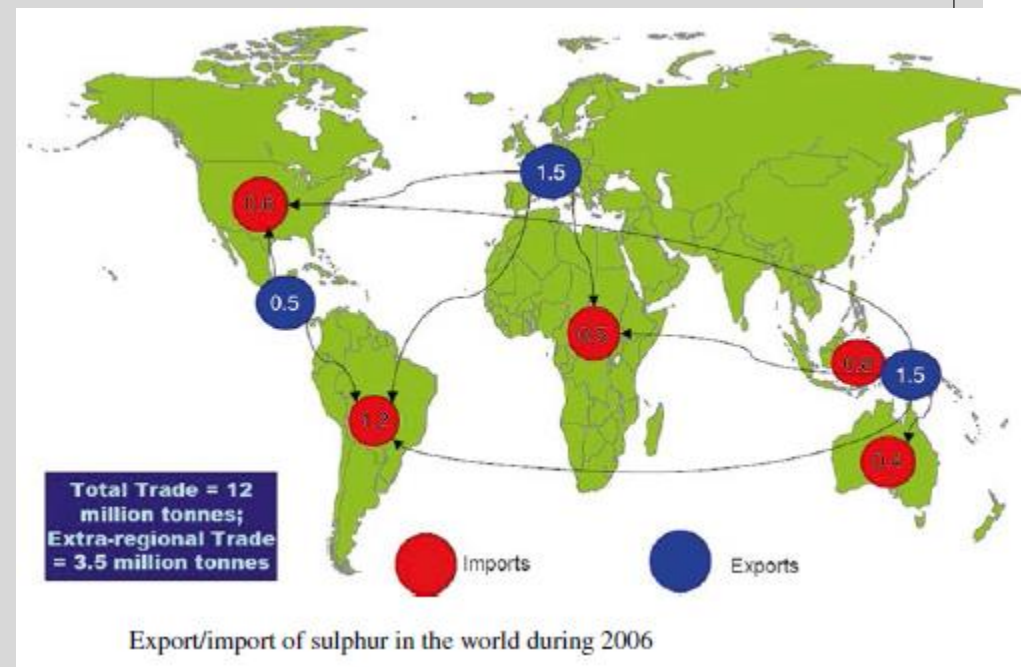 1.5
0.5
1.2
1.5
Total Trade = 12
million tonnes;
Extra-regional Trade
= 3.5 million tonnes
Imports
Exports
Export/import of sulphur in the world during 2006